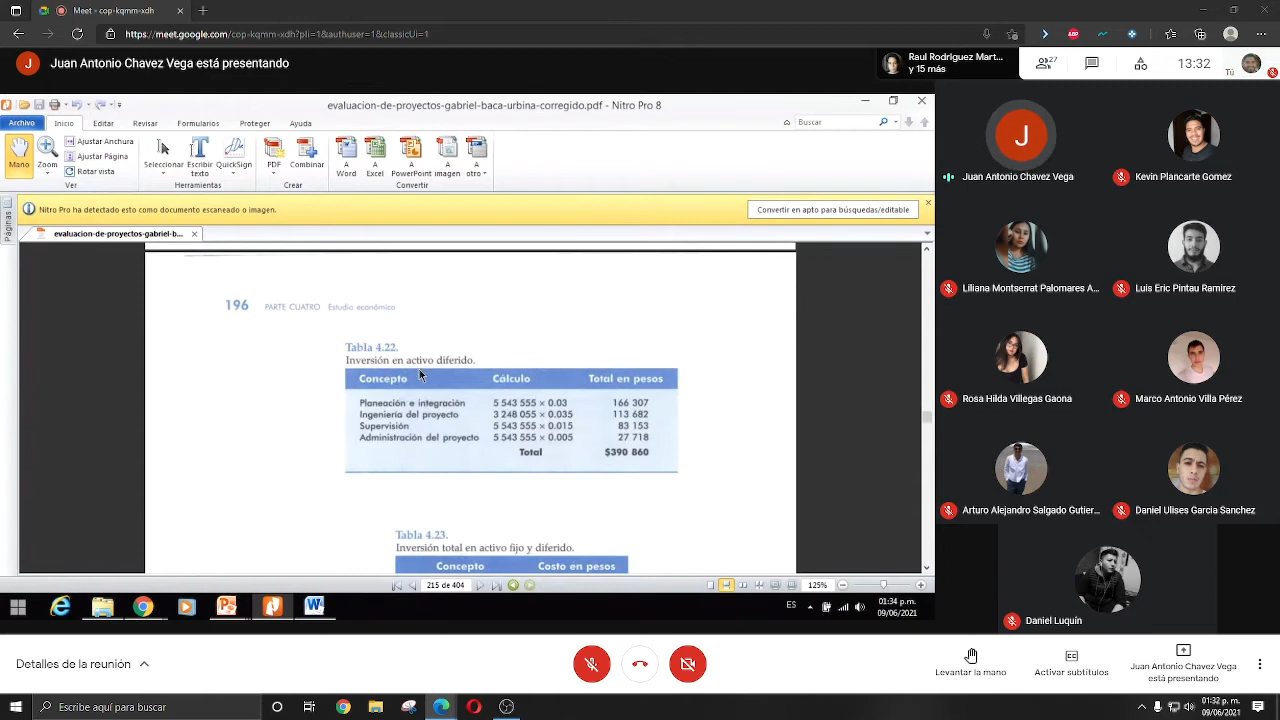 Meet: cop-kqmm-xdh
https://meet.google.com/cop-kqmm-xdh?pli=1&authuser=1&classidid=1
J
Juan Antonio Chavez Vega está presentando
Raul Rodriguez Mart...
y 15 más
27
13:32
Tú
evaluacion-de-proyectos-gabriel-baca-urbina-corregido.pdf - Nitro Pro 8
Archivo
Inicio
Editar
Revisar
Formularios
Proteger
Ayuda
Buscar
Mano
Zoom
Ajustar Anchura
Ajustar Página
Rotar vista
Seleccionar
Escribir texto
QuickSign
PDF
Combinar
A Word
A Excel
A PowerPoint
A imagen
A otro
Ver
Herramientas
Crear
Convertir
Nitro Pro ha detectado esto como documento escaneado o imagen.
Convertir en apto para búsquedas/editable
Páginas
evaluacion-de-proyectos-gabriel-b...
196 PARTE CUATRO Estudio económico
Tabla 4.22.
Inversión en activo diferido.
Concepto Cálculo Total en pesos
Planeación e integración 5 543 555 × 0.03 166 307
Ingeniería del proyecto 3 248 055 × 0.035 113 682
Supervisión 5 543 555 × 0.015 83 153
Administración del proyecto 5 543 555 × 0.005 27 718
Total $390 860
Tabla 4.23.
Inversión total en activo fijo y diferido.
Concepto Costo en pesos
215 de 404
125%
ES
01:34 p.m.
09/06/2021
J
Juan Antonio Chavez Vega
Kevin Plancarte Gomez
Liliana Montserrat Palomares A...
Luis Eric Pintau Ramirez
Rosa Hilda Villegas Gaona
Marco Antonio Villa Pérez
Arturo Alejandro Salgado Gutier...
Daniel Ulises Garcia Sanchez
Daniel Luquín
Detalles de la reunión
Levantar la mano
Activar subtítulos
Juan Antonio Chavez Vega
está presentando
Escribe aquí para buscar
01:32 p. m.
09/06/2021